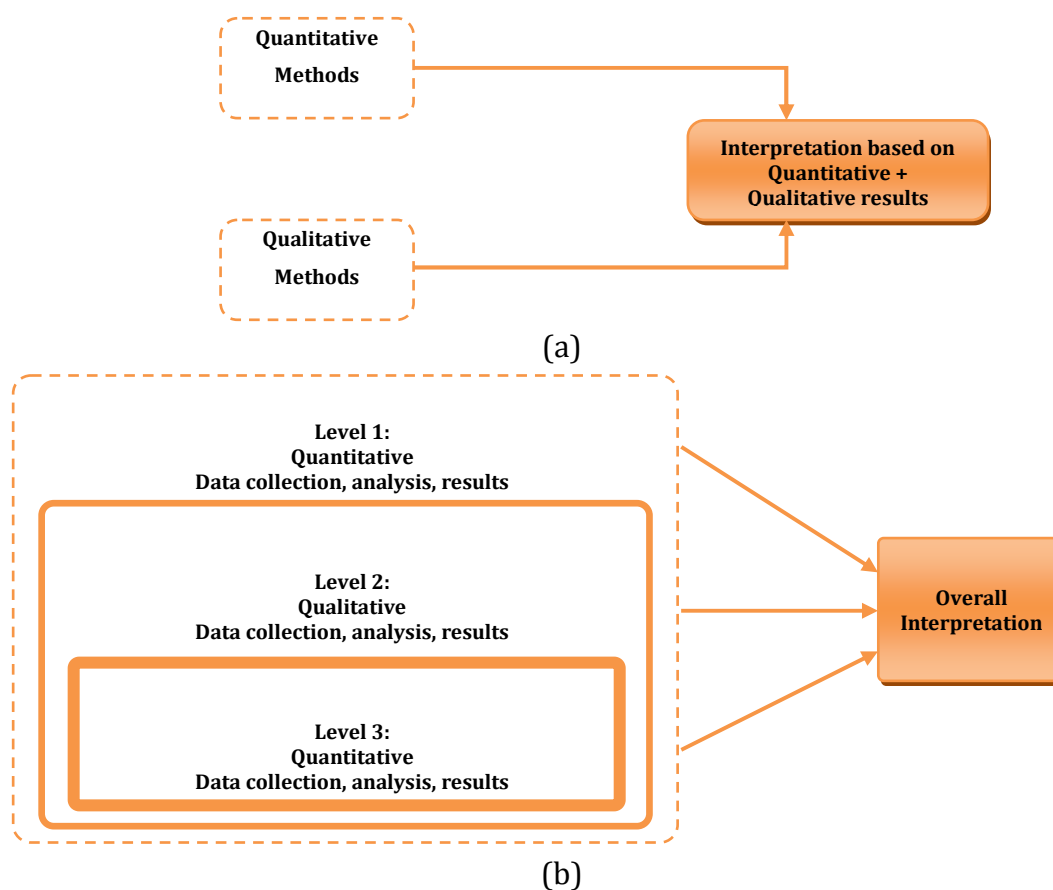 Quantitative
Methods
Interpretation based on
Quantitative +
Qualitative results
Qualitative
Methods
(a)
Level 1:
Quantitative
Data collection, analysis, results
Level 2:
Qualitative
Data collection, analysis, results
Level 3:
Quantitative
Data collection, analysis, results
Overall
Interpretation
(b)